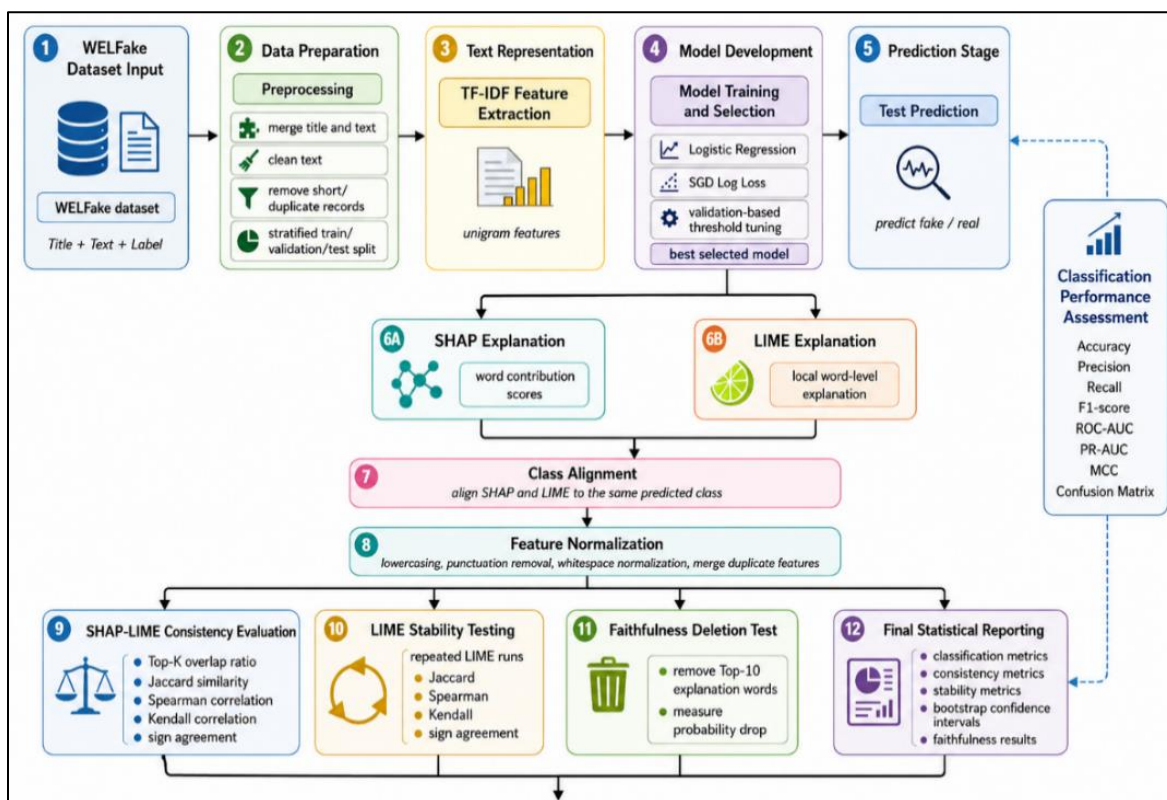 1
WELFake
Dataset Input
WELFake dataset
Title + Text + Label
2
Data Preparation
Preprocessing
merge title and text
clean text
remove short/
duplicate records
stratified train/
validation/test split
3
Text Representation
TF-IDF Feature
Extraction
unigram features
4
Model Development
Model Training
and Selection
Logistic Regression
SGD Log Loss
validation-based
threshold tuning
best selected model
5
Prediction Stage
Test Prediction
predict fake / real
Classification
Performance
Assessment
Accuracy
Precision
Recall
F1-score
ROC-AUC
PR-AUC
MCC
Confusion Matrix
6A
SHAP Explanation
word contribution
scores
6B
LIME Explanation
local word-level
explanation
7
Class Alignment
align SHAP and LIME to the same predicted class
8
Feature Normalization
lowercasing, punctuation removal, whitespace normalization, merge duplicate features
9
SHAP-LIME Consistency Evaluation
Top-K overlap ratio
Jaccard similarity
Spearman correlation
Kendall correlation
sign agreement
10
LIME Stability Testing
repeated LIME runs
Jaccard
Spearman
Kendall
sign agreement
11
Faithfulness Deletion Test
remove Top-10
explanation words
measure
probability drop
12
Final Statistical Reporting
classification metrics
consistency metrics
stability metrics
bootstrap confidence
intervals
faithfulness results